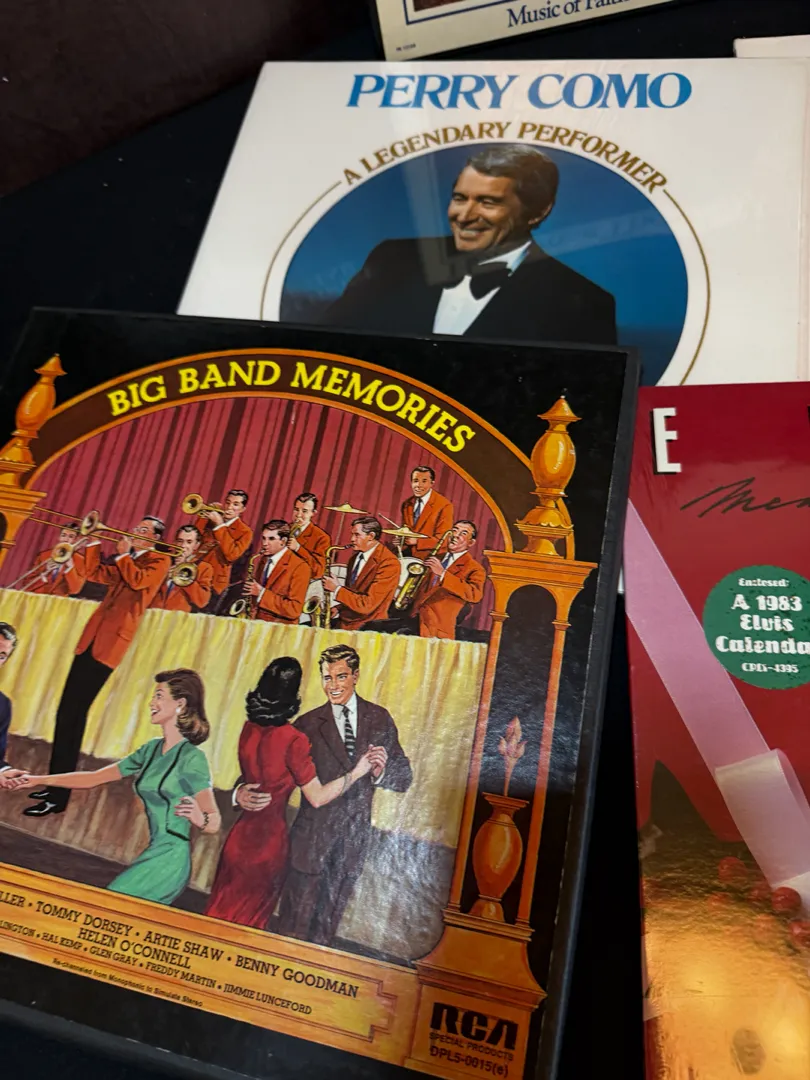 Music of
PERRY COMO
A LEGENDARY PERFORMER
BIG BAND MEMORIES
E
Enclosed:
A 1983
Elvis
Calenda
LLER • TOMMY DORSEY • ARTIE SHAW • BENNY GOODMAN
HELEN O'CONNELL
LINGTON • HAL KEMP • GLEN GRAY • FREDDY MARTIN • JIMMIE LUNCEFORD
Re-channeled from Monophonic to Simulate Stereo
RCA
SPECIAL PRODUCTS
DPL5-0015(e)